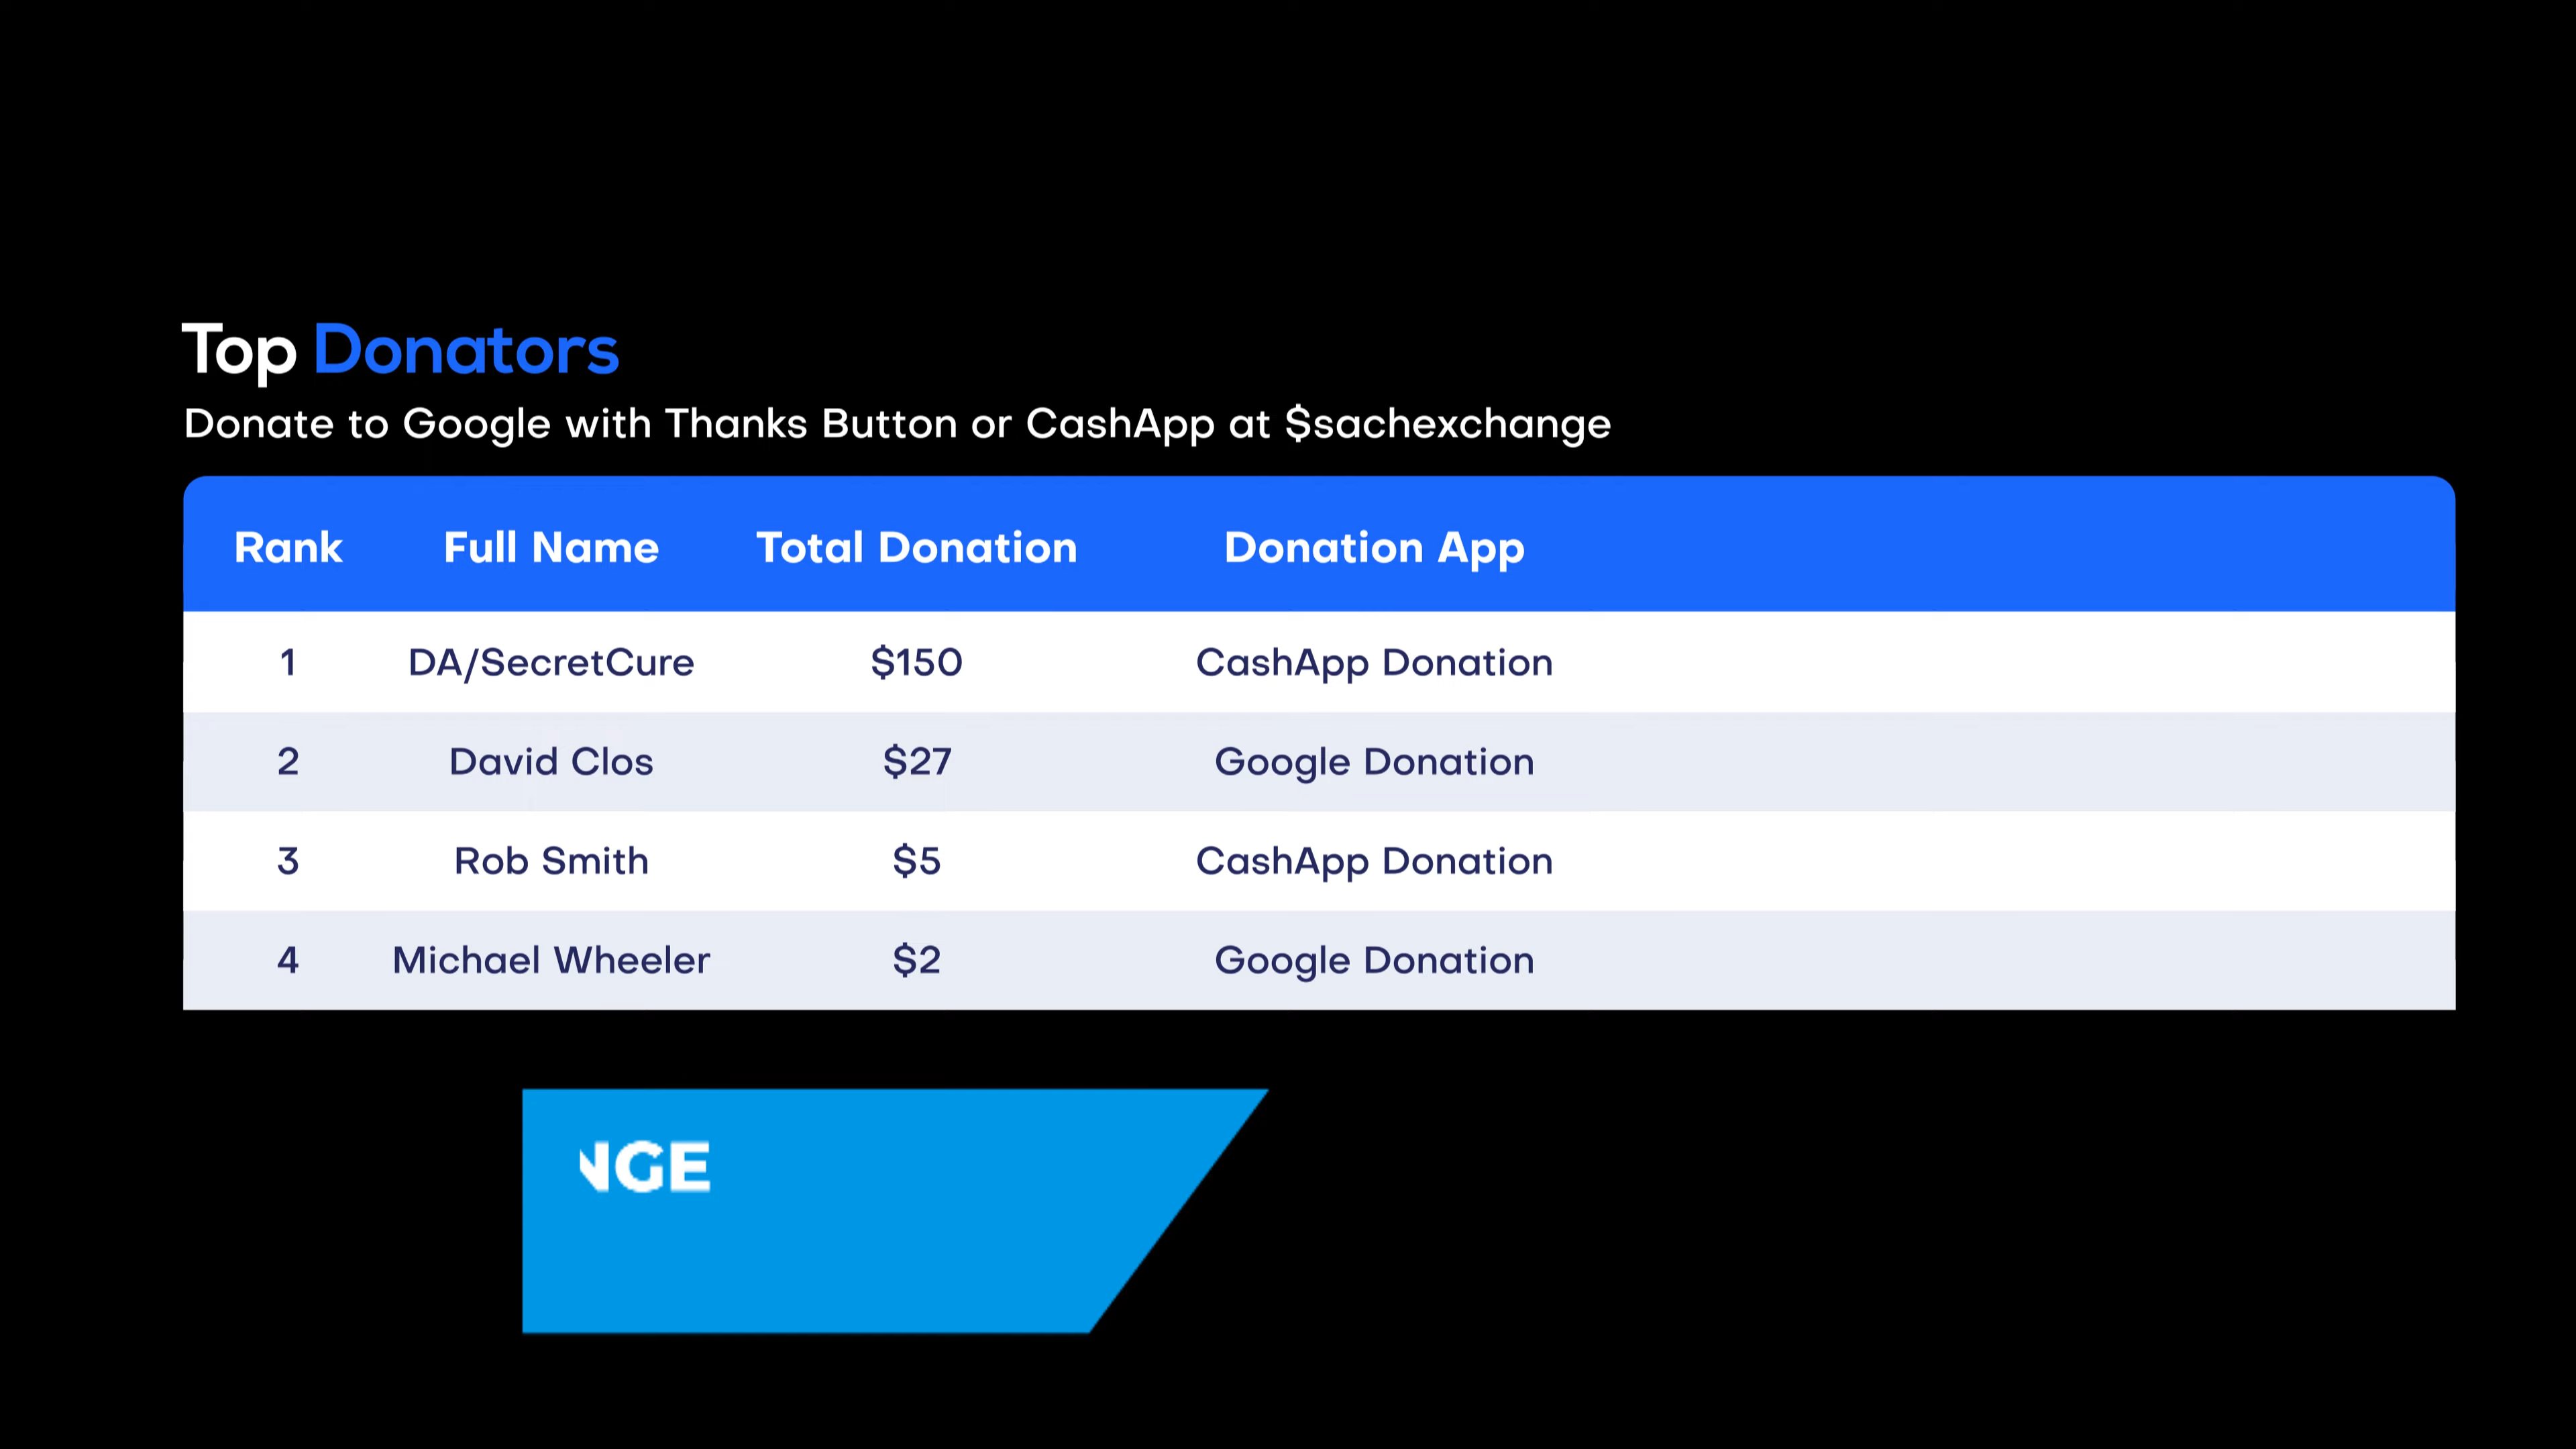 Top Donators
Donate to Google with Thanks Button or CashApp at $sachexchange
Rank Full Name Total Donation Donation App
1 DA/SecretCure $150 CashApp Donation
2 David Clos $27 Google Donation
3 Rob Smith $5 CashApp Donation
4 Michael Wheeler $2 Google Donation
NGE